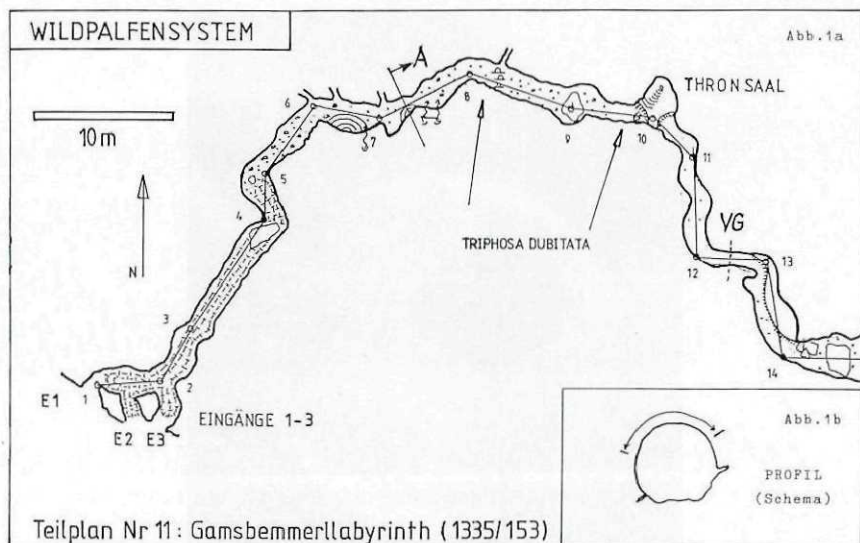 WILDPALFENSYSTEM
Abb.1a
10 m
N
A
THRONSAAL
6
7
8
9
10
11
5
4
TRIPHOSA DUBITATA
VG
12
13
3
14
1
2
E1
E2
E3
EINGÄNGE 1-3
Abb.1b
PROFIL
(Schema)
Teilplan Nr 11: Gamsbemmerllabyrinth (1335/153)